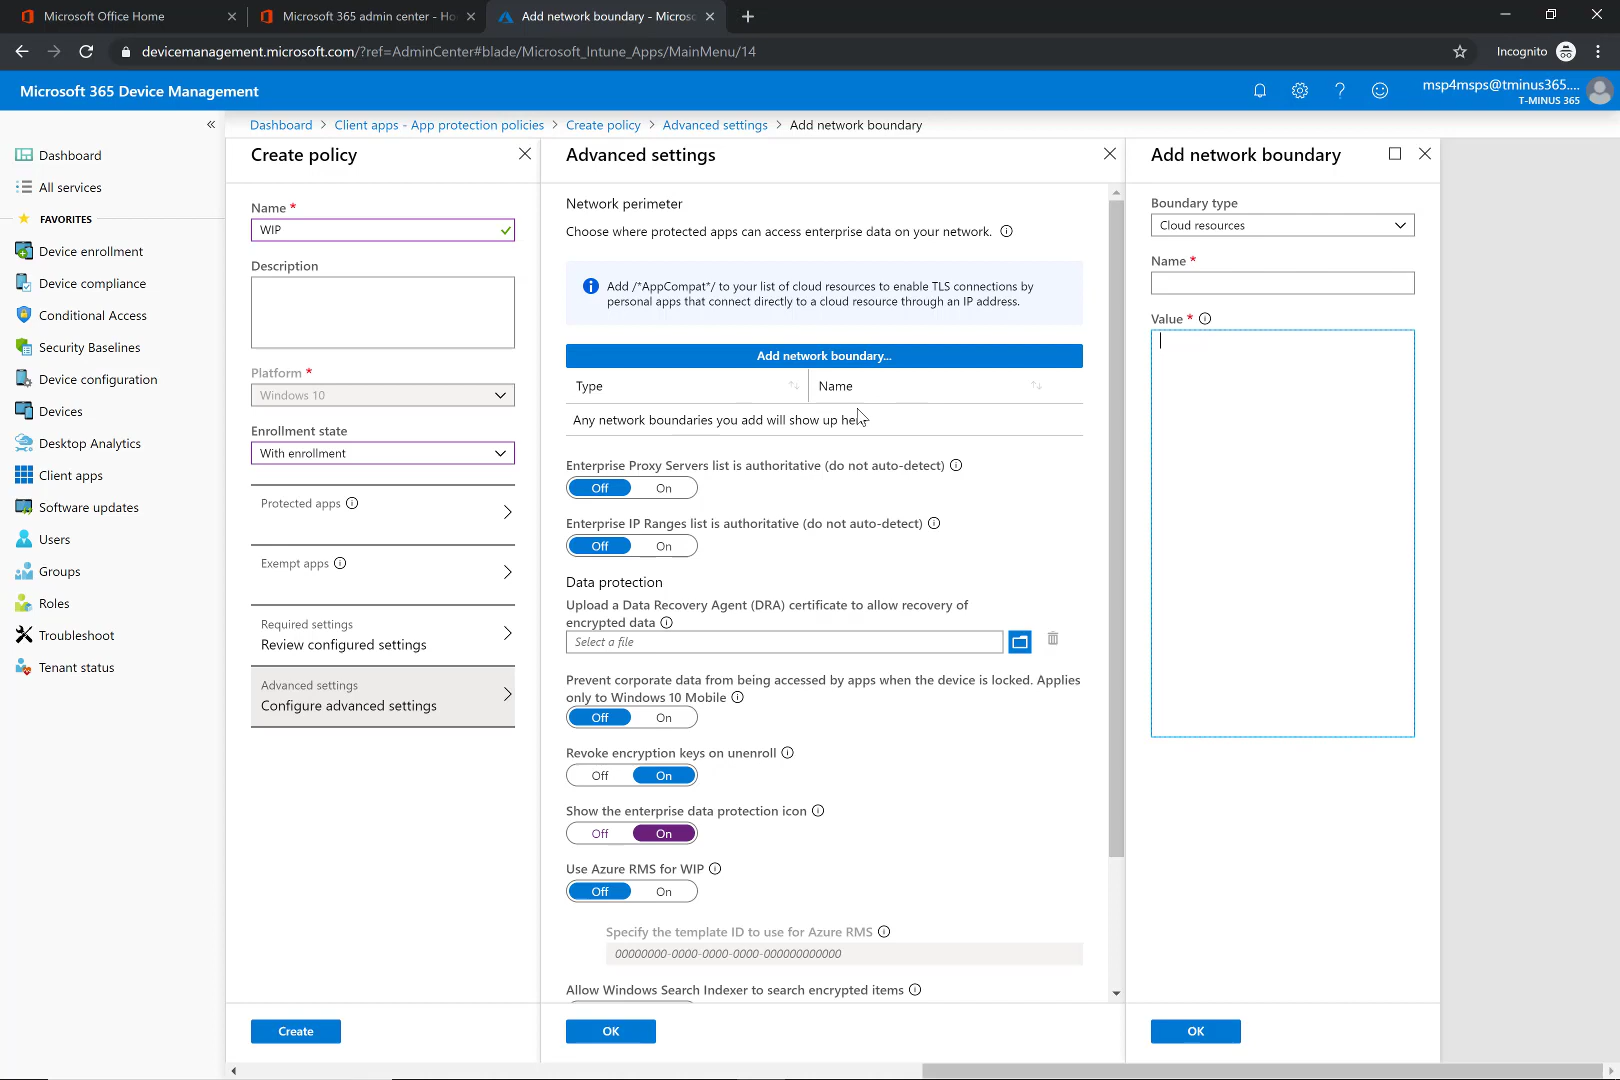 Microsoft Office Home
Microsoft 365 admin center - Ho
Add network boundary - Micros
devicemanagement.microsoft.com/?ref=AdminCenter#blade/Microsoft_Intune_Apps/MainMenu/14
Incognito
Microsoft 365 Device Management
msp4msps@tminus365....
T-MINUS 365
Dashboard > Client apps - App protection policies > Create policy > Advanced settings > Add network boundary
Dashboard
All services
FAVORITES
Device enrollment
Device compliance
Conditional Access
Security Baselines
Device configuration
Devices
Desktop Analytics
Client apps
Software updates
Users
Groups
Roles
Troubleshoot
Tenant status
Create policy
Name *
WIP
Description
Platform *
Windows 10
Enrollment state
With enrollment
Protected apps
Exempt apps
Required settings
Review configured settings
Advanced settings
Configure advanced settings
Create
Advanced settings
Network perimeter
Choose where protected apps can access enterprise data on your network.
Add /*AppCompat*/ to your list of cloud resources to enable TLS connections by
personal apps that connect directly to a cloud resource through an IP address.
Add network boundary...
Type Name
Any network boundaries you add will show up here
Enterprise Proxy Servers list is authoritative (do not auto-detect)
Off On
Enterprise IP Ranges list is authoritative (do not auto-detect)
Off On
Data protection
Upload a Data Recovery Agent (DRA) certificate to allow recovery of
encrypted data
Select a file
Prevent corporate data from being accessed by apps when the device is locked. Applies
only to Windows 10 Mobile
Off On
Revoke encryption keys on unenroll
Off On
Show the enterprise data protection icon
Off On
Use Azure RMS for WIP
Off On
Specify the template ID to use for Azure RMS
00000000-0000-0000-0000-000000000000
Allow Windows Search Indexer to search encrypted items
OK
Add network boundary
Boundary type
Cloud resources
Name *
Value *
OK